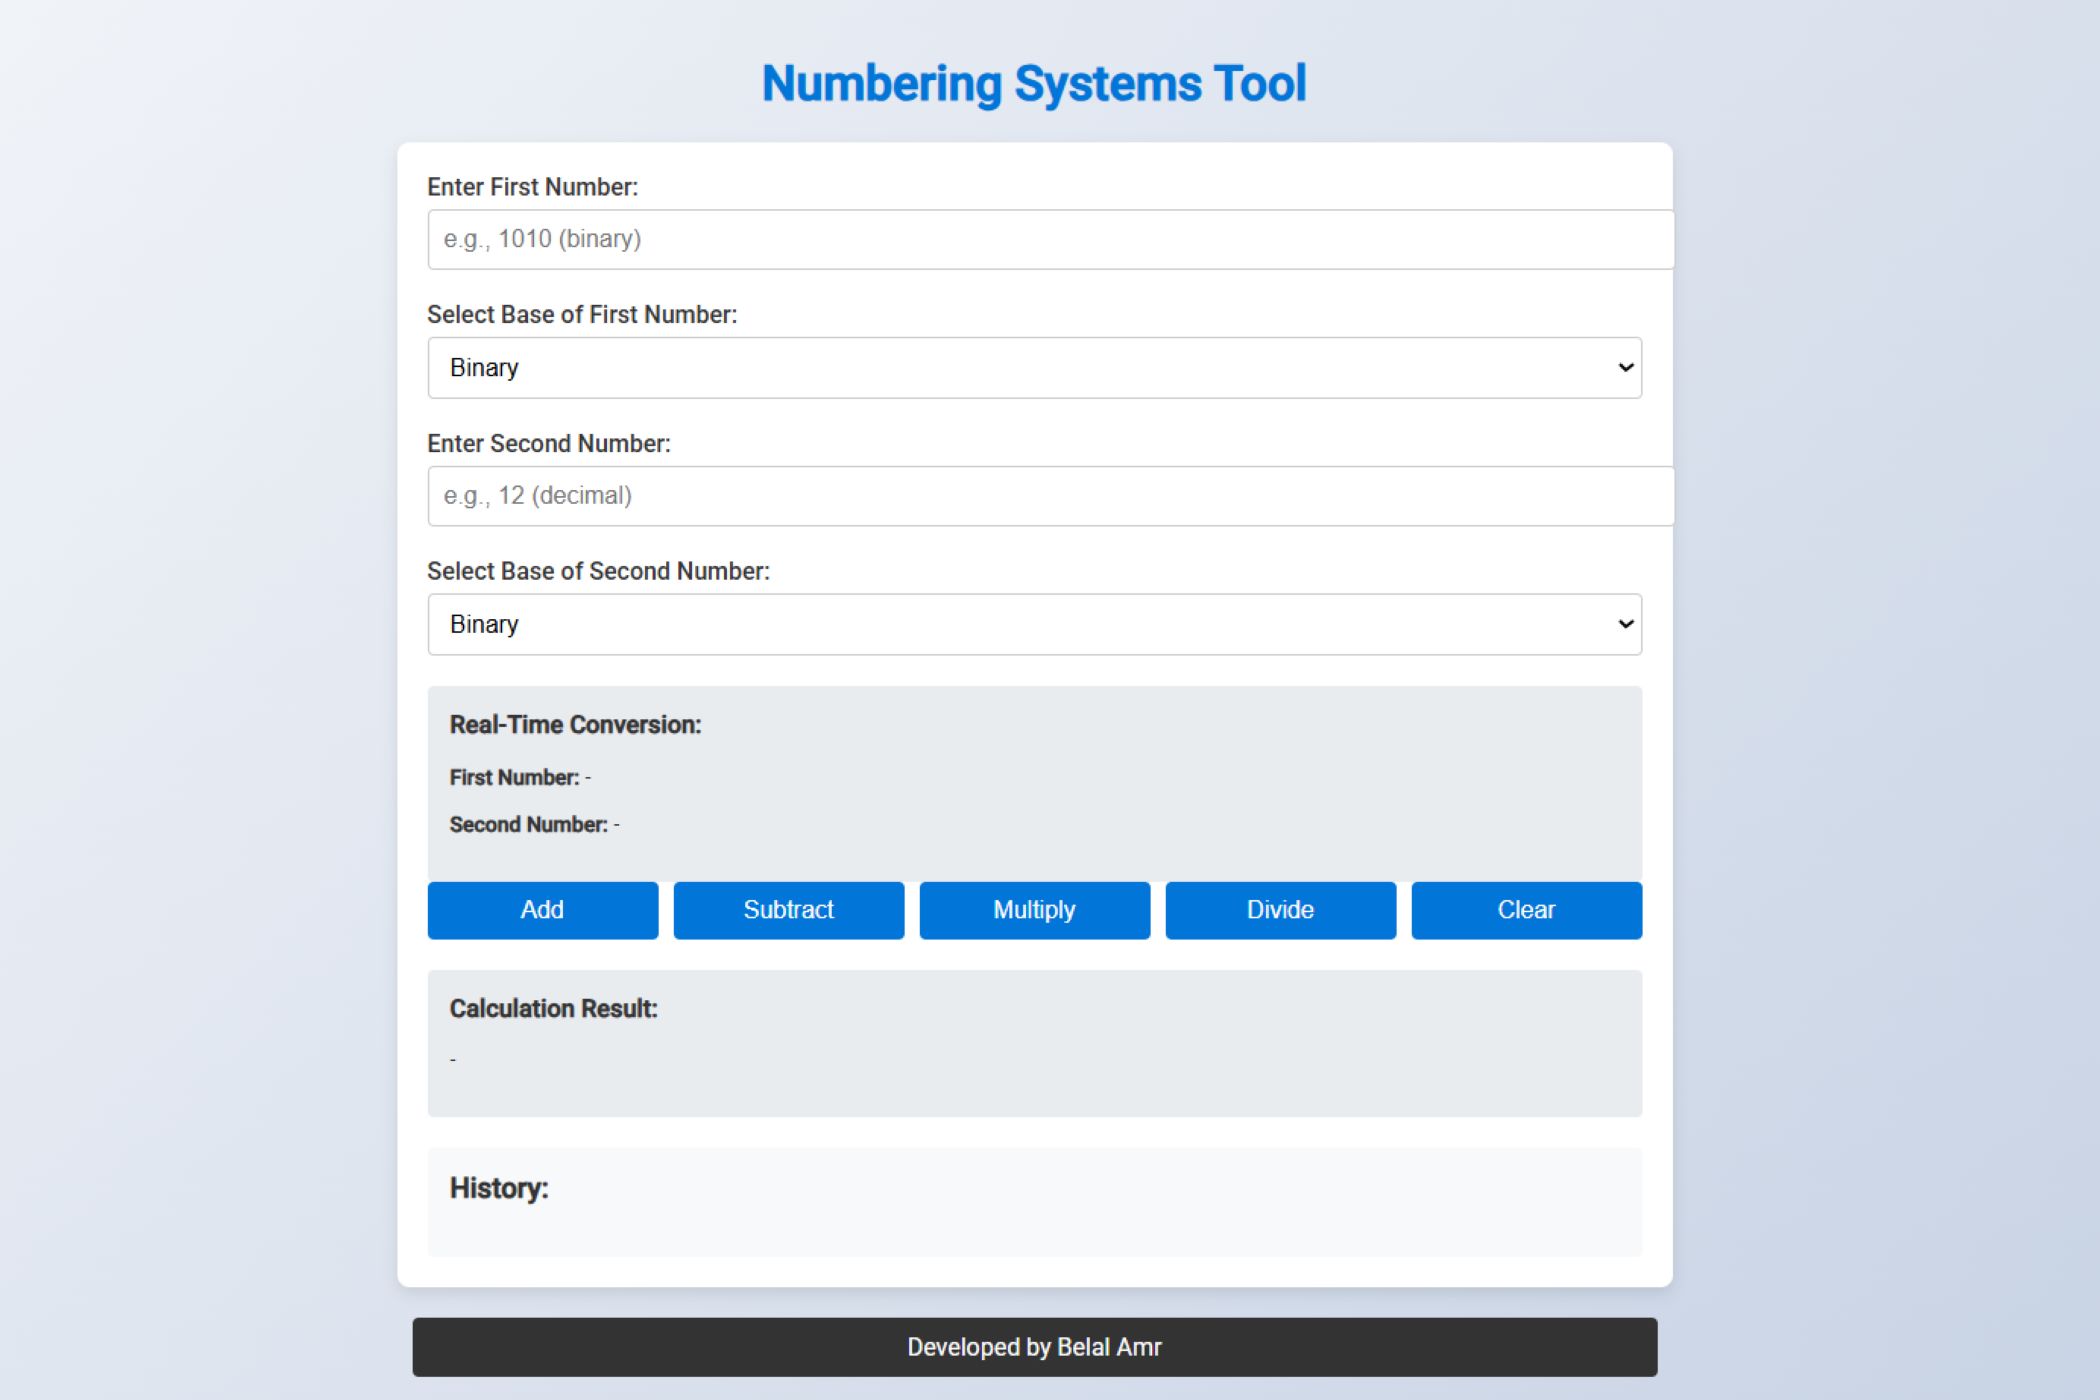 Numbering Systems Tool
Enter First Number:
e.g., 1010 (binary)
Select Base of First Number:
Binary
Enter Second Number:
e.g., 12 (decimal)
Select Base of Second Number:
Binary
Real-Time Conversion:
First Number: -
Second Number: -
Add Subtract Multiply Divide Clear
Calculation Result:
-
History:
Developed by Belal Amr